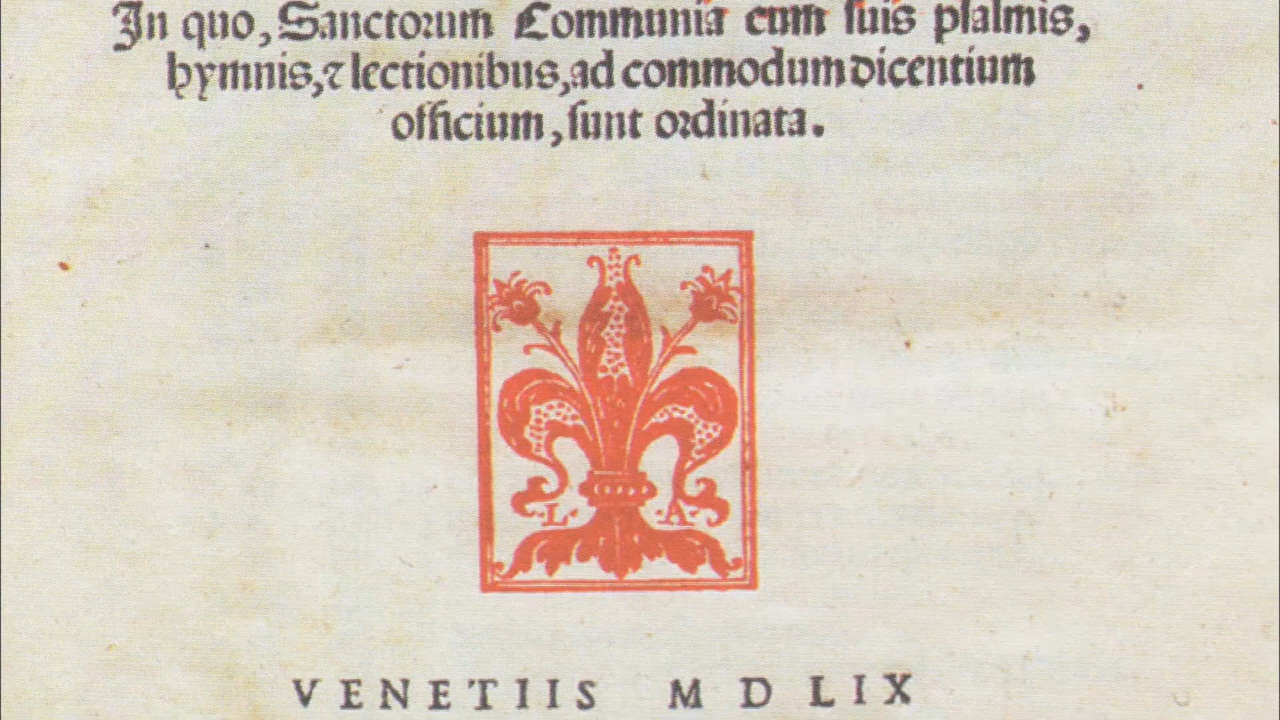 In quo, Sanctorum Communia cum suis psalmis,
hymnis, ⁊ lectionibus, ad commodum dicentium
officium, sunt ordinata.
L. A.
VENETIIS M D LIX